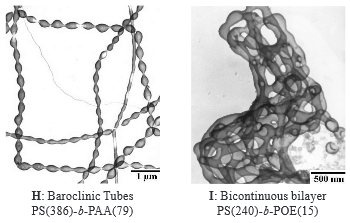 1 μm
500 nm
H: Baroclinic Tubes
PS(386)-b-PAA(79)
I: Bicontinuous bilayer
PS(240)-b-POE(15)